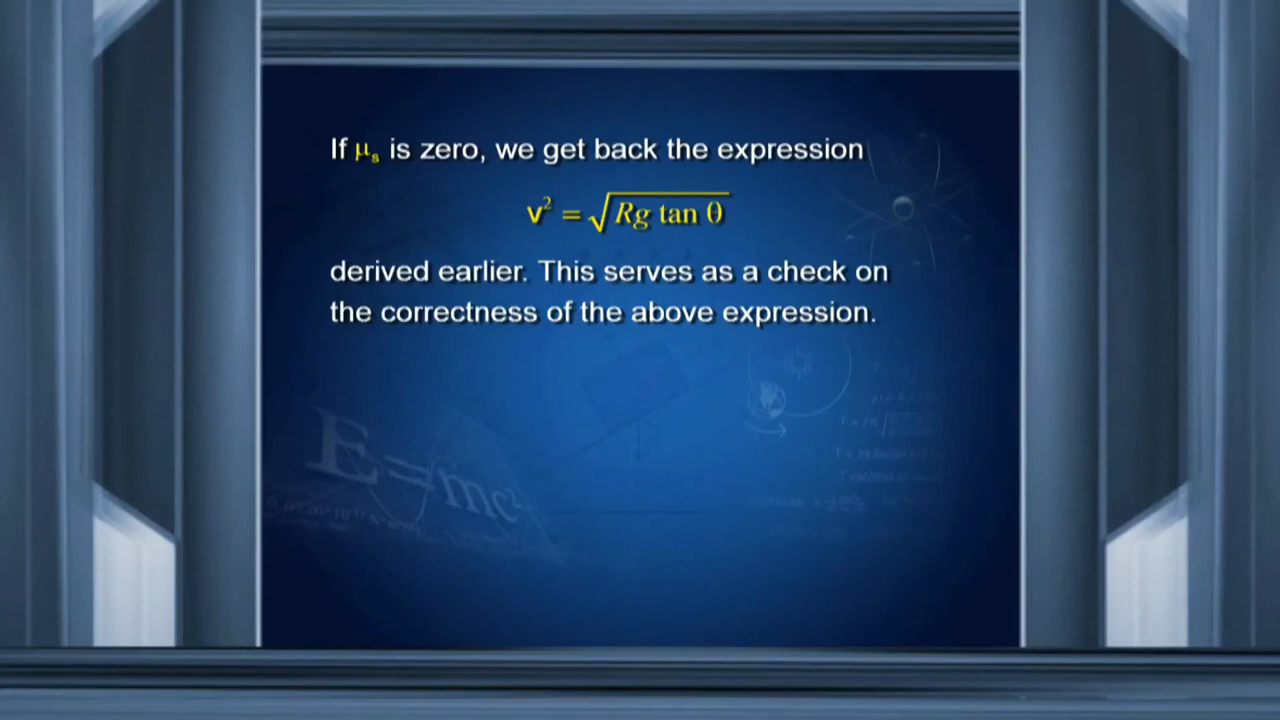 If μs is zero, we get back the expression
v² = √Rg tan θ
derived earlier. This serves as a check on
the correctness of the above expression.
E=mc²